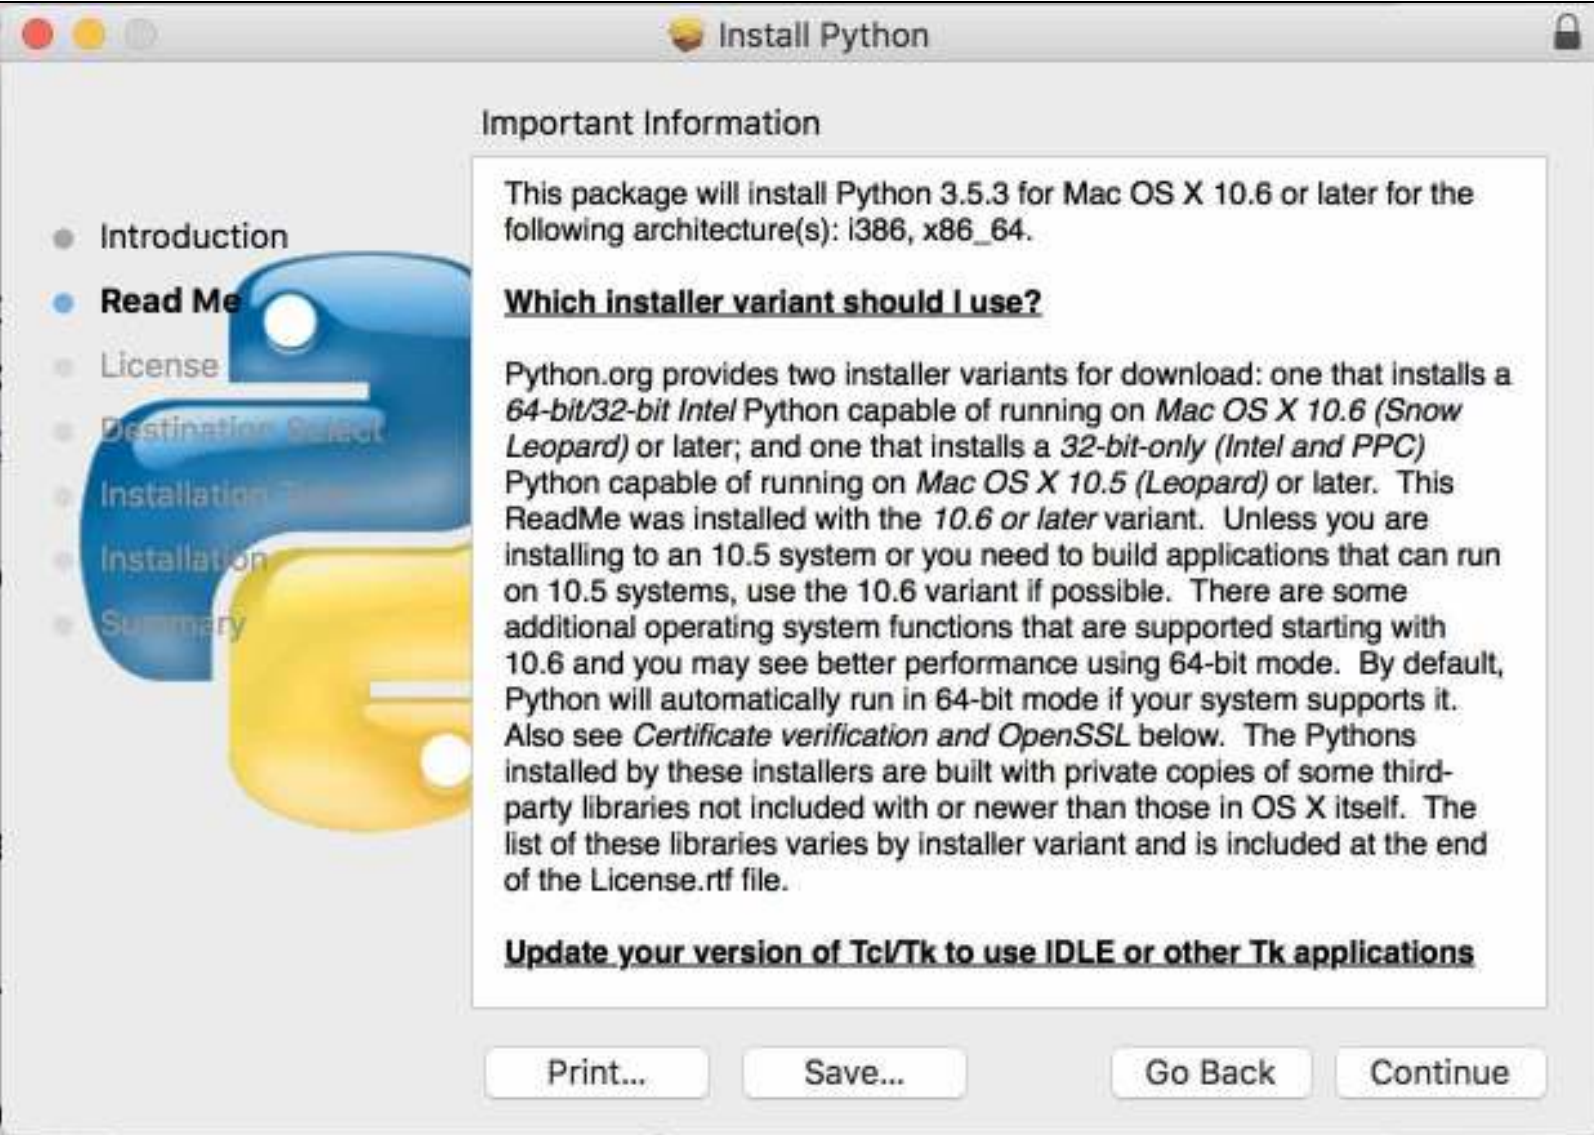 Install Python
Important Information
Introduction
Read Me
License
Destination Select
Installation Type
Installation
Summary
This package will install Python 3.5.3 for Mac OS X 10.6 or later for the
following architecture(s): i386, x86_64.
Which installer variant should I use?
Python.org provides two installer variants for download: one that installs a
64-bit/32-bit Intel Python capable of running on Mac OS X 10.6 (Snow
Leopard) or later; and one that installs a 32-bit-only (Intel and PPC)
Python capable of running on Mac OS X 10.5 (Leopard) or later.  This
ReadMe was installed with the 10.6 or later variant.  Unless you are
installing to an 10.5 system or you need to build applications that can run
on 10.5 systems, use the 10.6 variant if possible.  There are some
additional operating system functions that are supported starting with
10.6 and you may see better performance using 64-bit mode.  By default,
Python will automatically run in 64-bit mode if your system supports it.
Also see Certificate verification and OpenSSL below.  The Pythons
installed by these installers are built with private copies of some third-
party libraries not included with or newer than those in OS X itself.  The
list of these libraries varies by installer variant and is included at the end
of the License.rtf file.
Update your version of Tcl/Tk to use IDLE or other Tk applications
Print...
Save...
Go Back
Continue